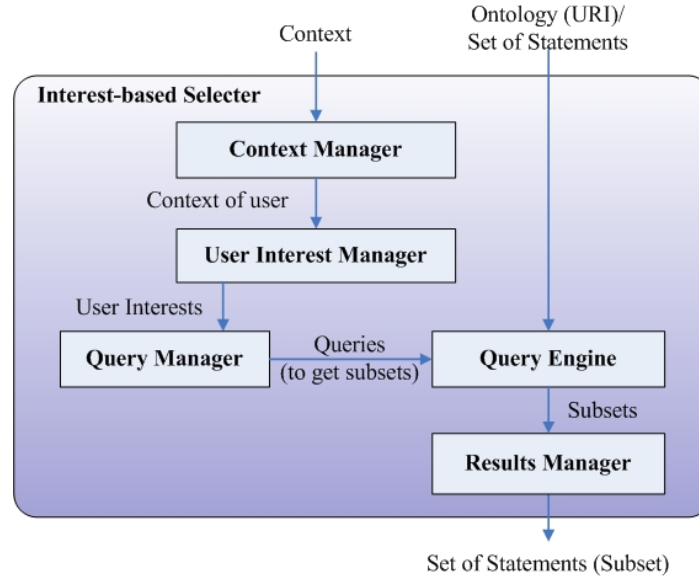 Context
Ontology (URI)/
Set of Statements
Interest-based Selecter
Context Manager
Context of user
User Interest Manager
User Interests
Query Manager
Queries
(to get subsets)
Query Engine
Subsets
Results Manager
Set of Statements (Subset)